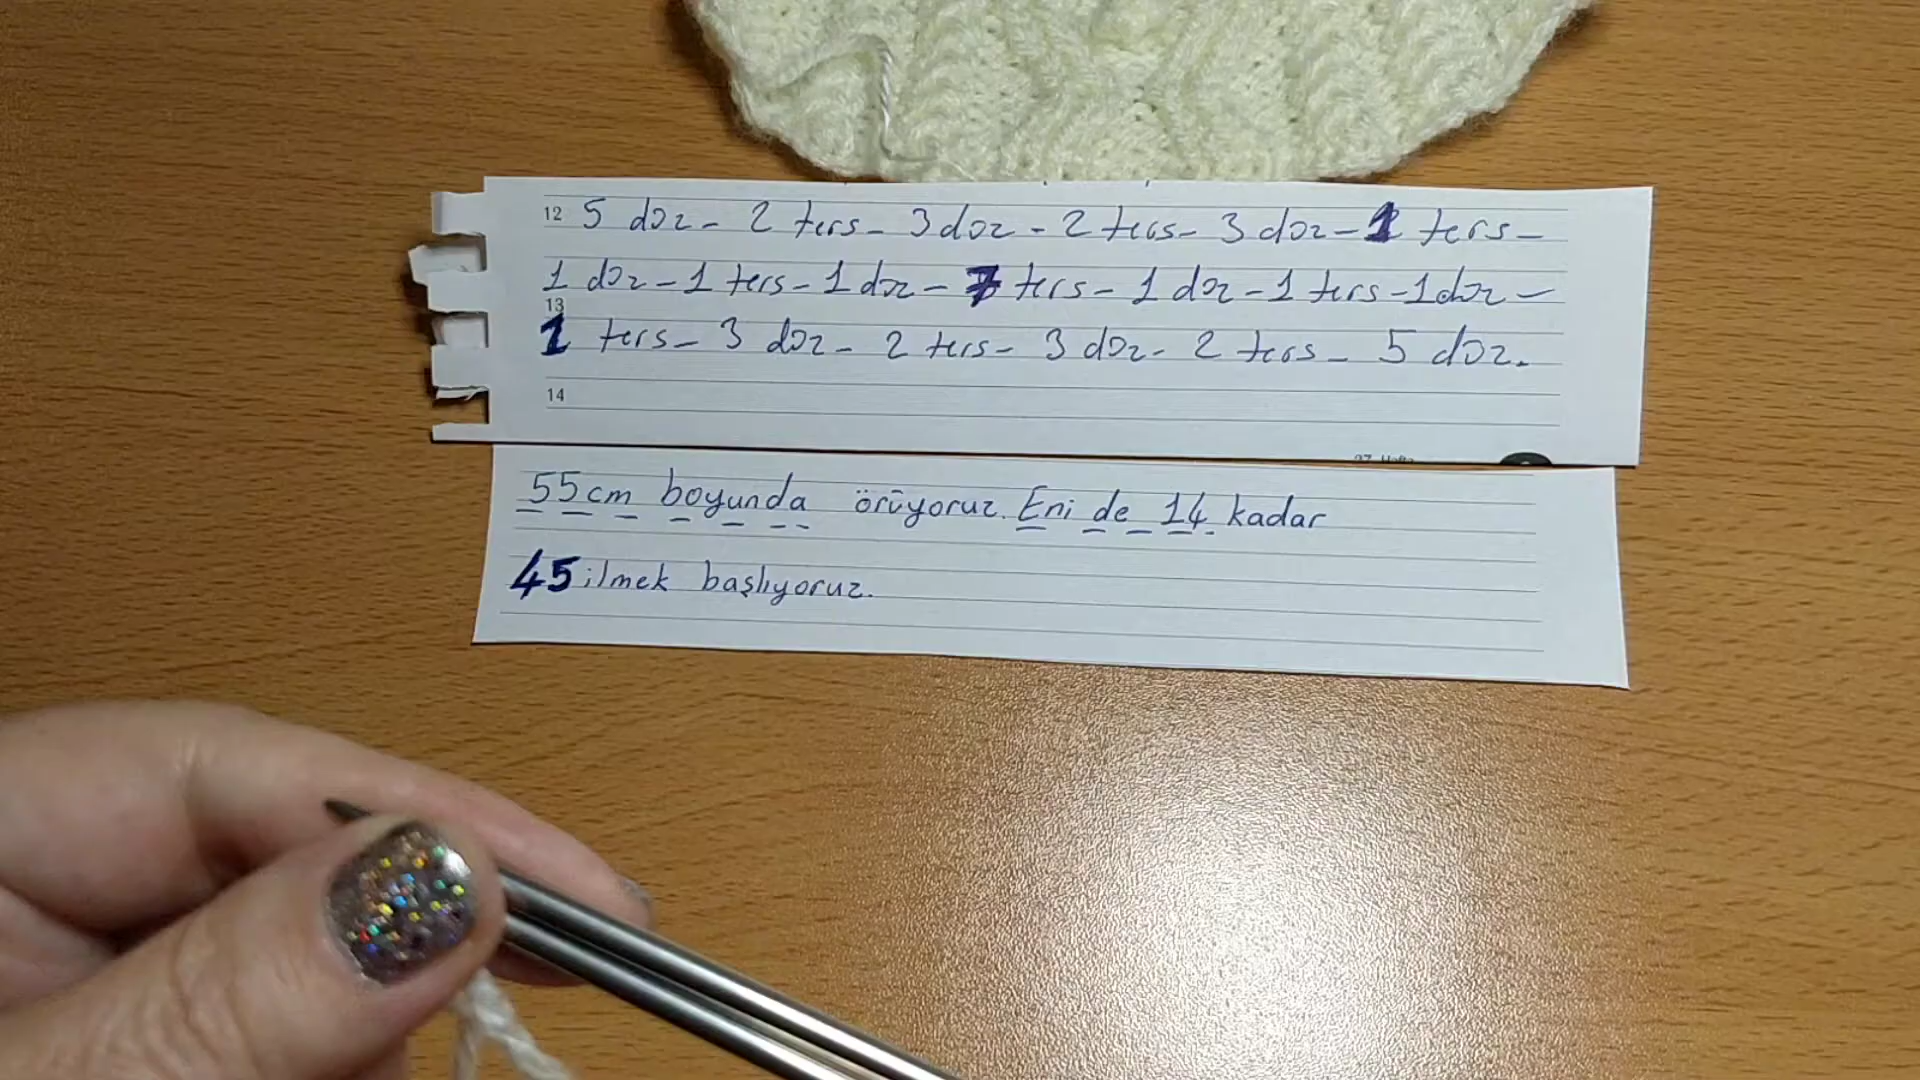 12 5 düz - 2 ters - 3 düz - 2 ters - 3 düz - 1 ters -
1 düz - 1 ters - 1 düz - 7 ters - 1 düz - 1 ters - 1 düz -
13
1 ters - 3 düz - 2 ters - 3 düz - 2 ters - 5 düz.
14
55cm boyunda örüyoruz. Eni de 14 kadar
45 ilmek başlıyoruz.